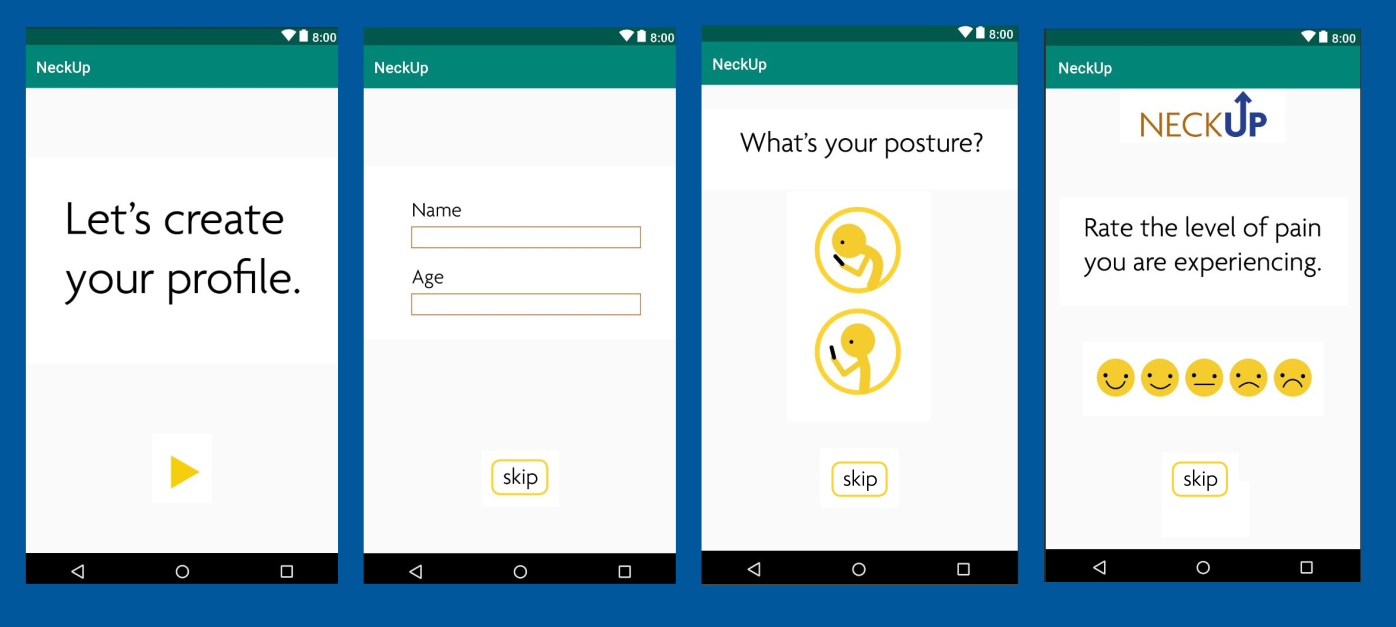 8:00
NeckUp
Let's create
your profile.
8:00
NeckUp
Name
Age
skip
8:00
NeckUp
What's your posture?
skip
8:00
NeckUp
NECKUP
Rate the level of pain
you are experiencing.
skip